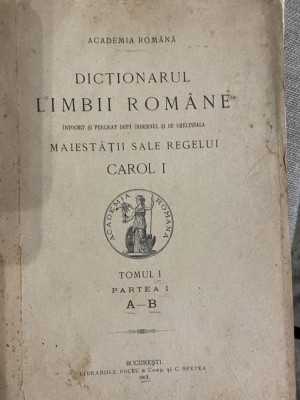 ACADEMIA ROMÂNĂ
DICȚIONARUL
LIMBII ROMÂNE
ÎNTOCMIT ȘI PUBLICAT DUPĂ ÎNDEMNUL ȘI CU CHELTUIALA
MAIESTĂȚII SALE REGELUI
CAROL I
ACADEMIA ROMANA
TOMUL I
PARTEA I
A—B
BUCUREȘTI.
LIBRĂRIILE SOCEC & Comp. și C. SFETEA
1913.